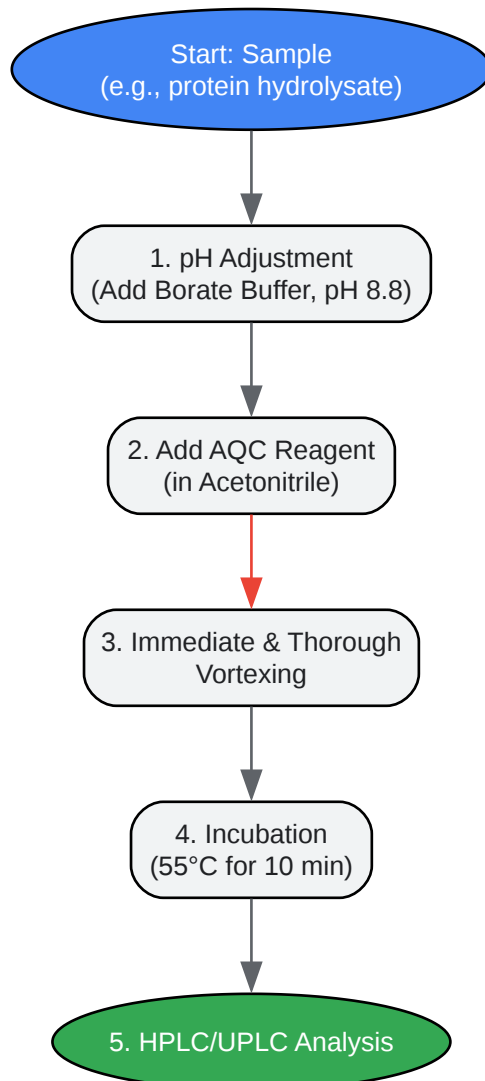 Start: Sample
(e.g., protein hydrolysate)
1. pH Adjustment
(Add Borate Buffer, pH 8.8)
2. Add AQC Reagent
(in Acetonitrile)
3. Immediate & Thorough
Vortexing
4. Incubation
(55°C for 10 min)
5. HPLC/UPLC Analysis